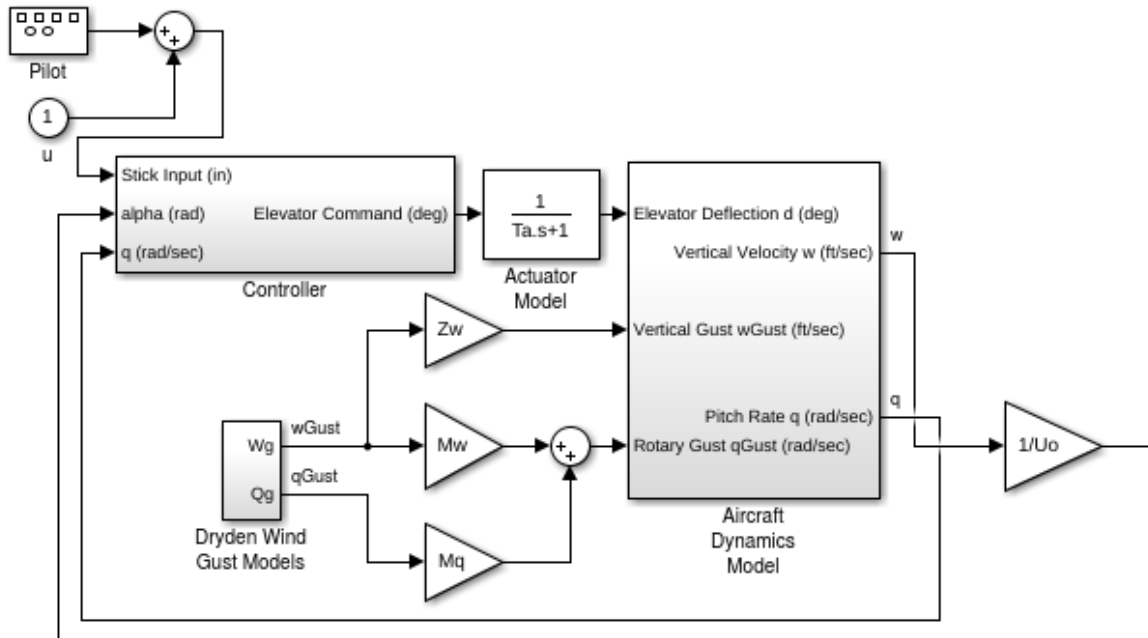 Pilot
1
u
Stick Input (in)
alpha (rad)
Elevator Command (deg)
q (rad/sec)
Controller
1
Ta.s+1
Actuator
Model
Elevator Deflection d (deg)
Vertical Velocity w (ft/sec)
w
Vertical Gust wGust (ft/sec)
Pitch Rate q (rad/sec)
q
Rotary Gust qGust (rad/sec)
Aircraft
Dynamics
Model
1/Uo
Zw
Mw
Mq
wGust
Wg
qGust
Qg
Dryden Wind
Gust Models